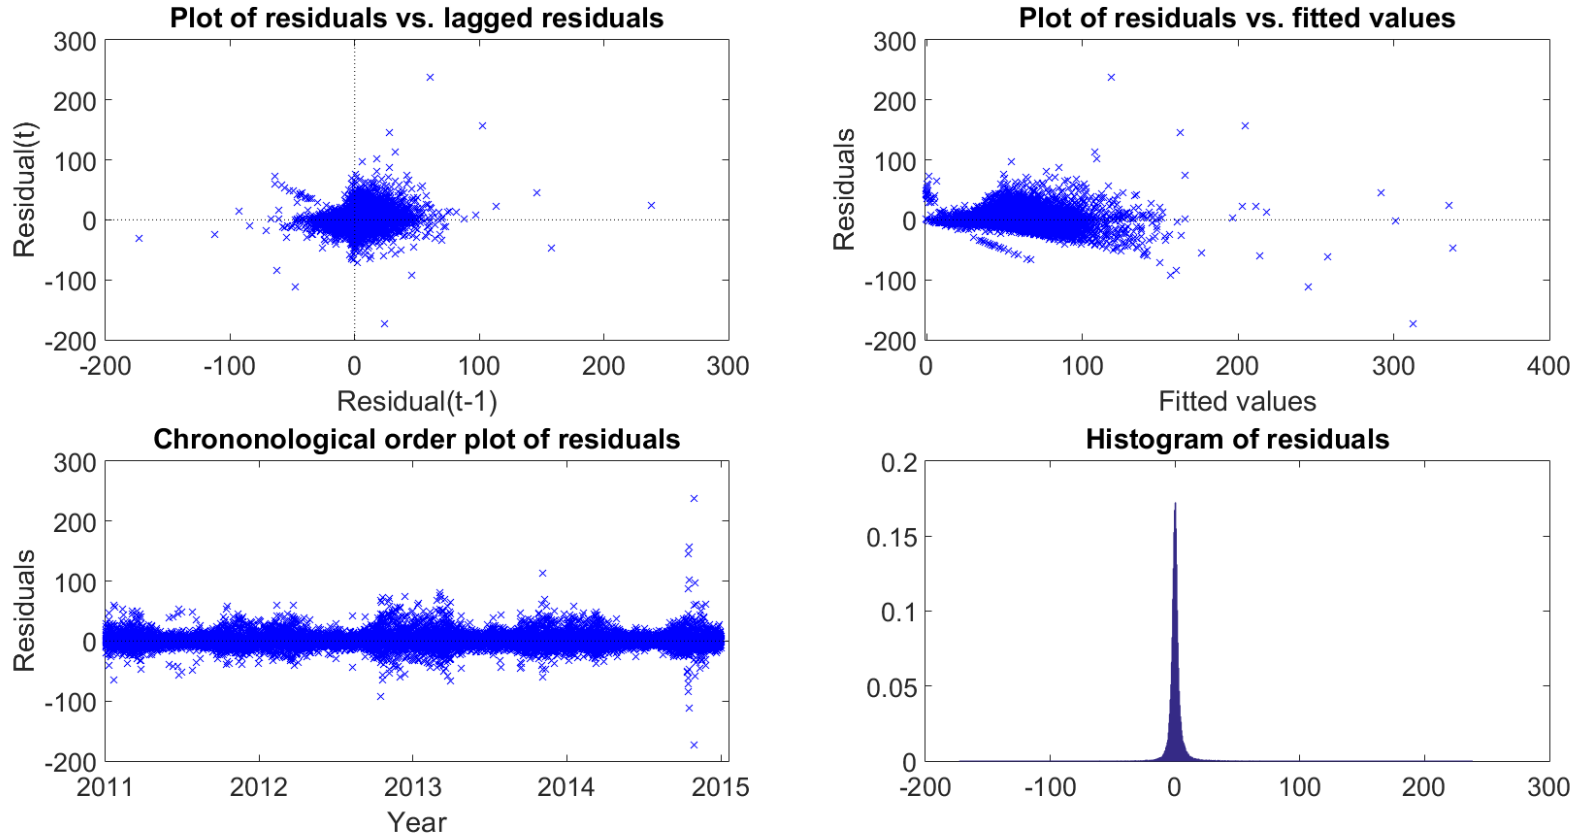 Plot of residuals vs. lagged residuals
300
200
100
0
-100
-200
Residual(t)
-200 -100 0 100 200 300
Residual(t-1)
Plot of residuals vs. fitted values
300
200
100
0
-100
-200
Residuals
0 100 200 300 400
Fitted values
Chrononological order plot of residuals
300
200
100
0
-100
-200
Residuals
2011 2012 2013 2014 2015
Year
Histogram of residuals
0.2
0.15
0.1
0.05
0
-200 -100 0 100 200 300